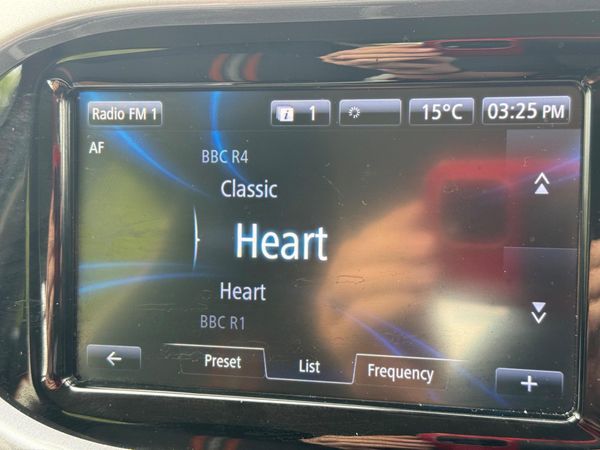 Radio FM 1
i 1
15°C
03:25 PM
AF
BBC R4
Classic
Heart
Heart
BBC R1
Preset
List
Frequency
+